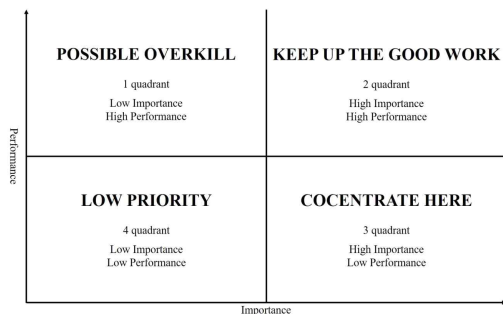 POSSIBLE OVERKILL
1 quadrant
Low Importance
High Performance
KEEP UP THE GOOD WORK
2 quadrant
High Importance
High Performance
Performance
LOW PRIORITY
4 quadrant
Low Importance
Low Performance
COCENTRATE HERE
3 quadrant
High Importance
Low Performance
Importance